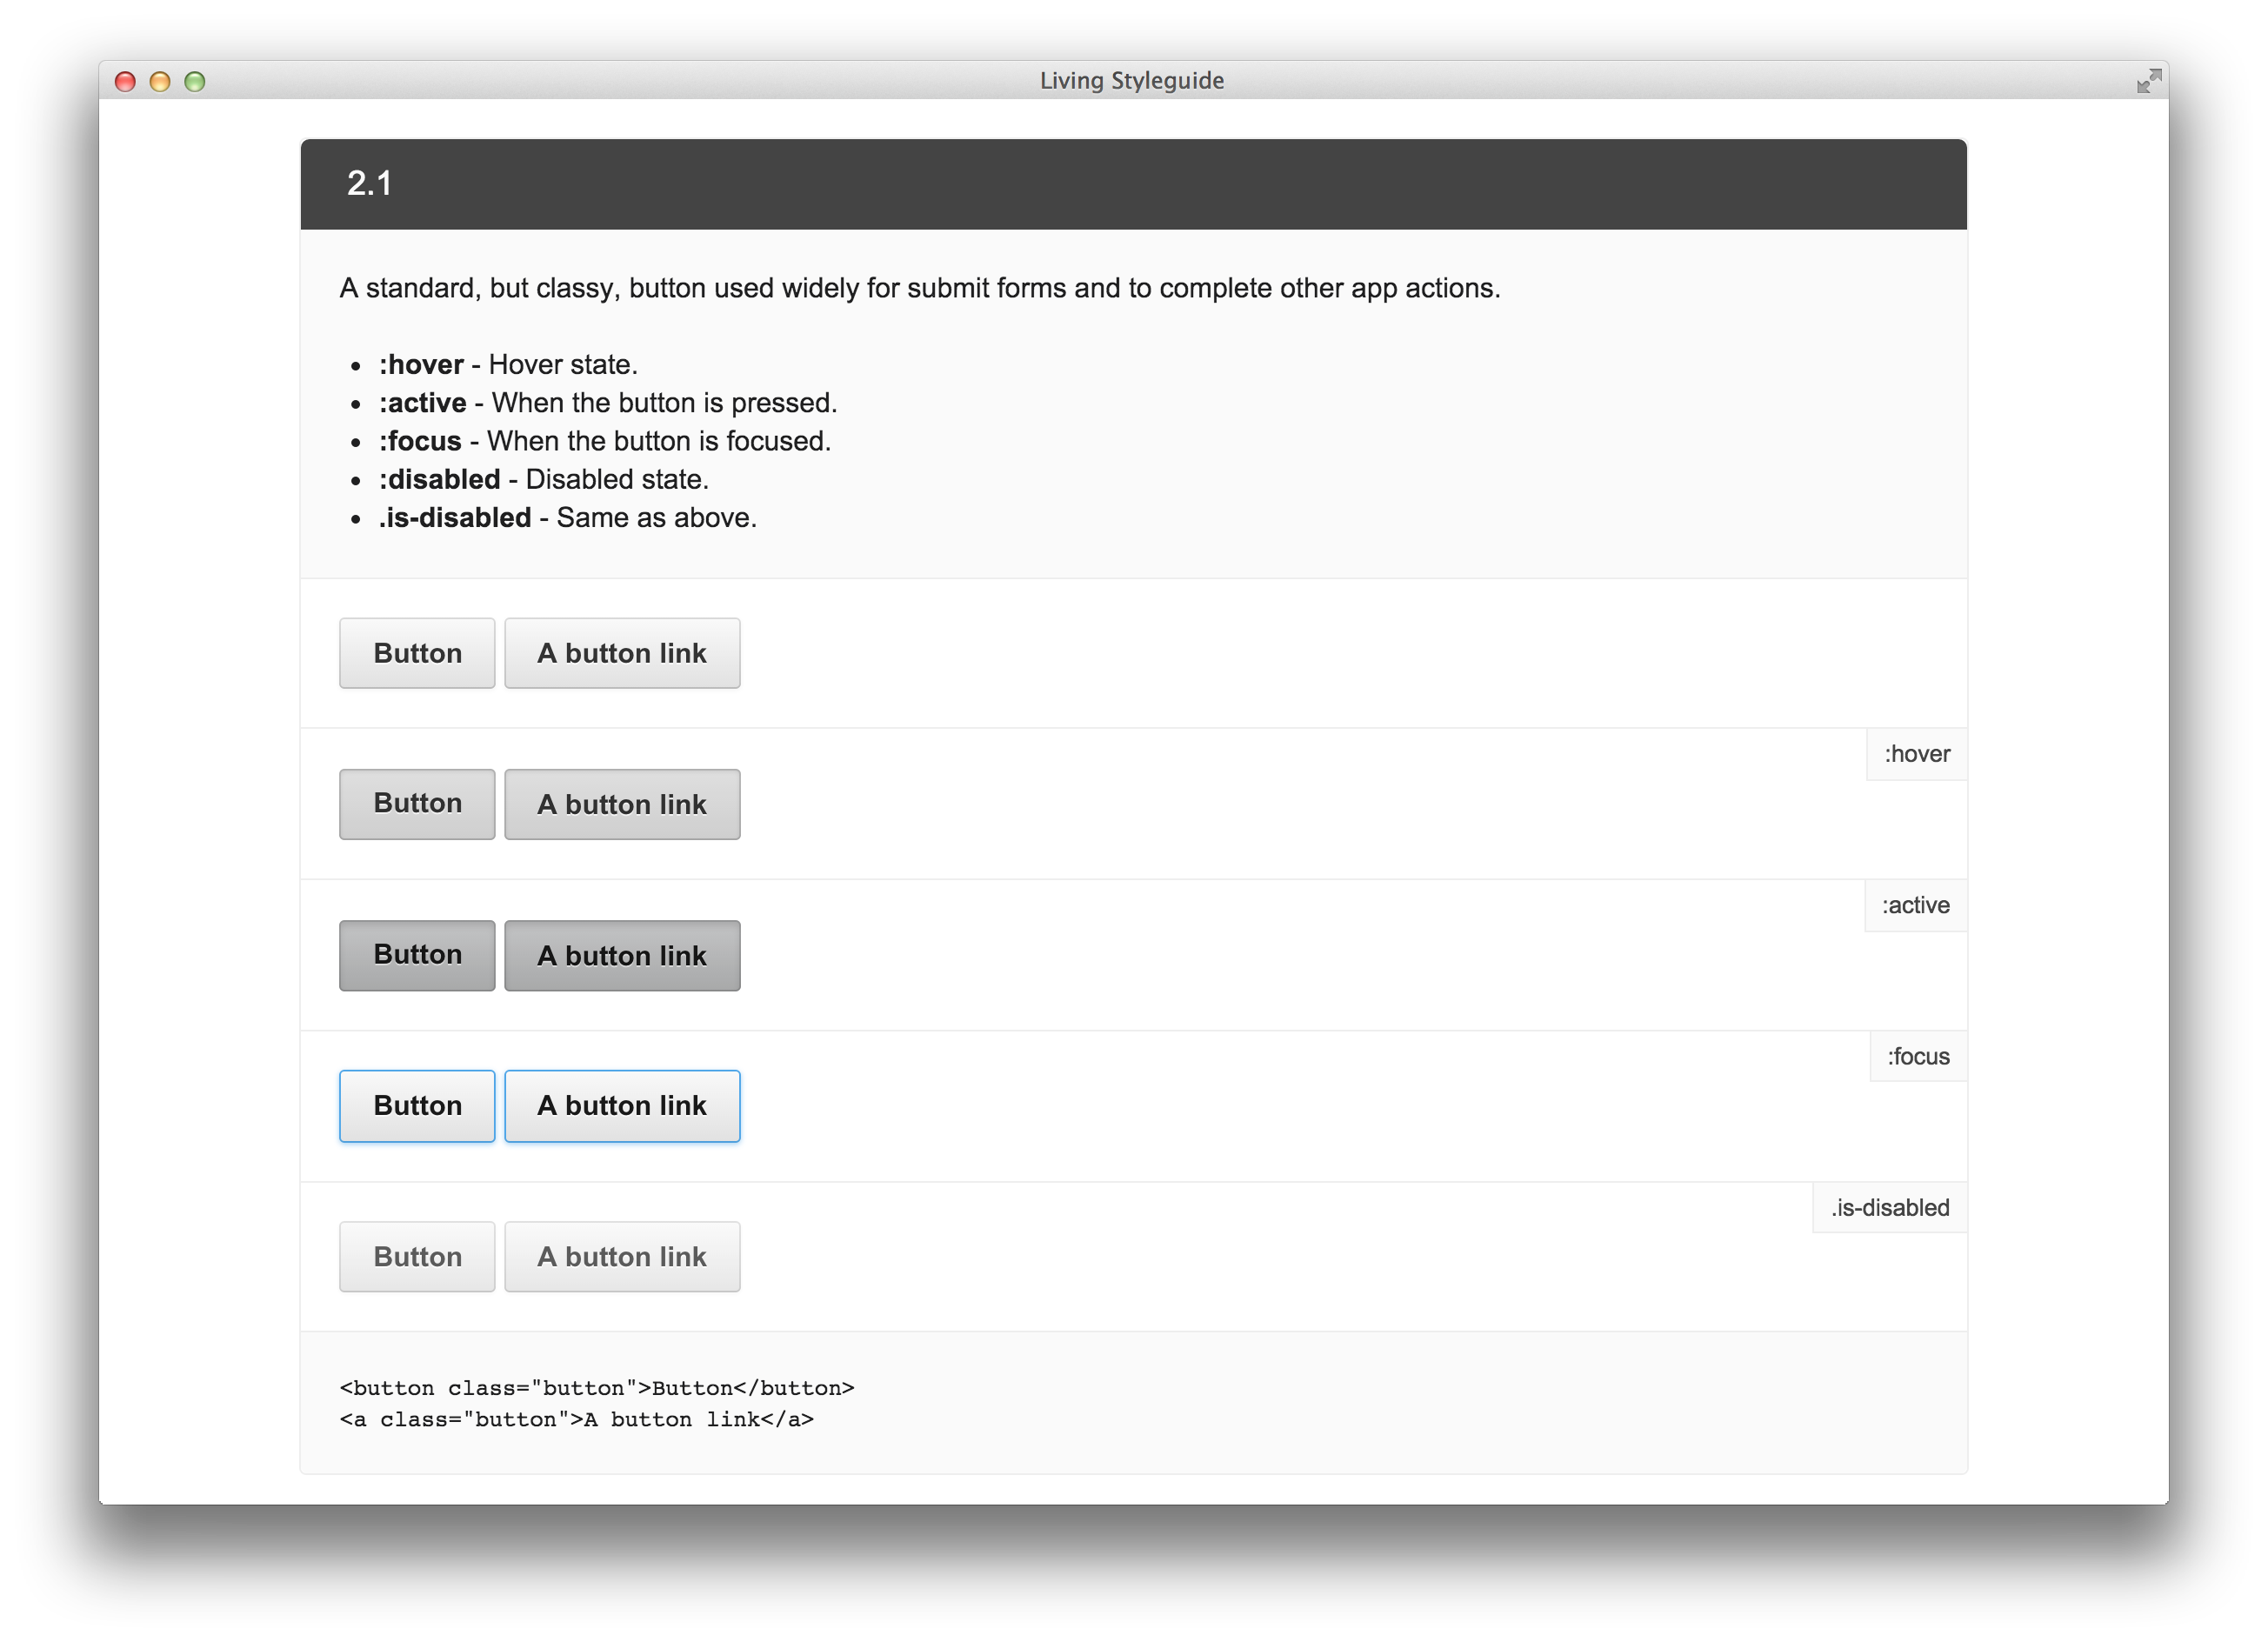 Living Styleguide
2.1
A standard, but classy, button used widely for submit forms and to complete other app actions.
• :hover - Hover state.
• :active - When the button is pressed.
• :focus - When the button is focused.
• :disabled - Disabled state.
• .is-disabled - Same as above.
Button A button link
:hover
Button A button link
:active
Button A button link
:focus
Button A button link
.is-disabled
Button A button link
<button class="button">Button</button>
<a class="button">A button link</a>